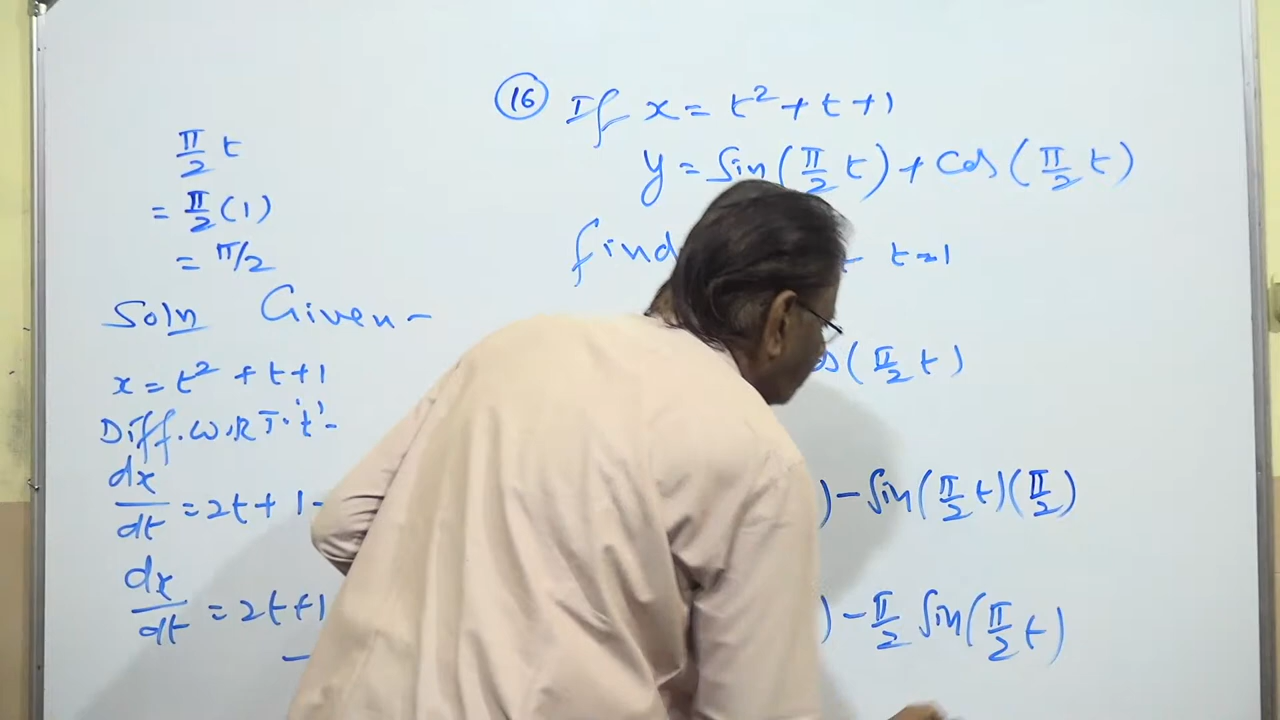 (16) If x = t² + t + 1
y = Sin(π/2 t) + Cos(π/2 t)
find t=1
π/2 t
= π/2 (1)
= π/2
Soln Given-
x = t² + t + 1
Diff. W.R.T. 't'-
dx/dt = 2t + 1 -
dx/dt = 2t + 1
(π/2 t)
) - Sin(π/2 t)(π/2)
) - π/2 Sin(π/2 t)